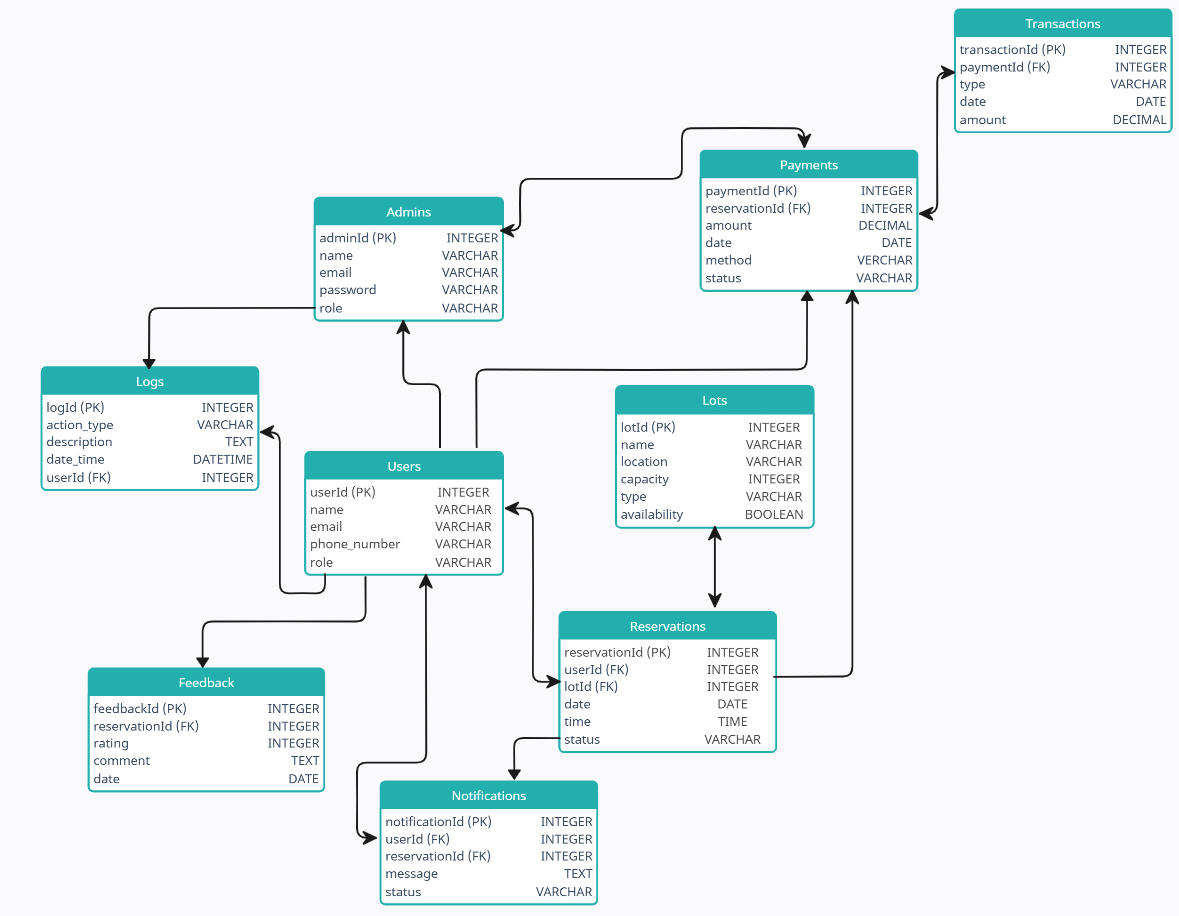 Transactions
transactionId (PK) INTEGER
paymentId (FK) INTEGER
type VARCHAR
date DATE
amount DECIMAL
Payments
paymentId (PK) INTEGER
reservationId (FK) INTEGER
amount DECIMAL
date DATE
method VERCHAR
status VARCHAR
Admins
adminId (PK) INTEGER
name VARCHAR
email VARCHAR
password VARCHAR
role VARCHAR
Logs
logId (PK) INTEGER
action_type VARCHAR
description TEXT
date_time DATETIME
userId (FK) INTEGER
Lots
lotId (PK) INTEGER
name VARCHAR
location VARCHAR
capacity INTEGER
type VARCHAR
availability BOOLEAN
Users
userId (PK) INTEGER
name VARCHAR
email VARCHAR
phone_number VARCHAR
role VARCHAR
Reservations
reservationId (PK) INTEGER
userId (FK) INTEGER
lotId (FK) INTEGER
date DATE
time TIME
status VARCHAR
Feedback
feedbackId (PK) INTEGER
reservationId (FK) INTEGER
rating INTEGER
comment TEXT
date DATE
Notifications
notificationId (PK) INTEGER
userId (FK) INTEGER
reservationId (FK) INTEGER
message TEXT
status VARCHAR